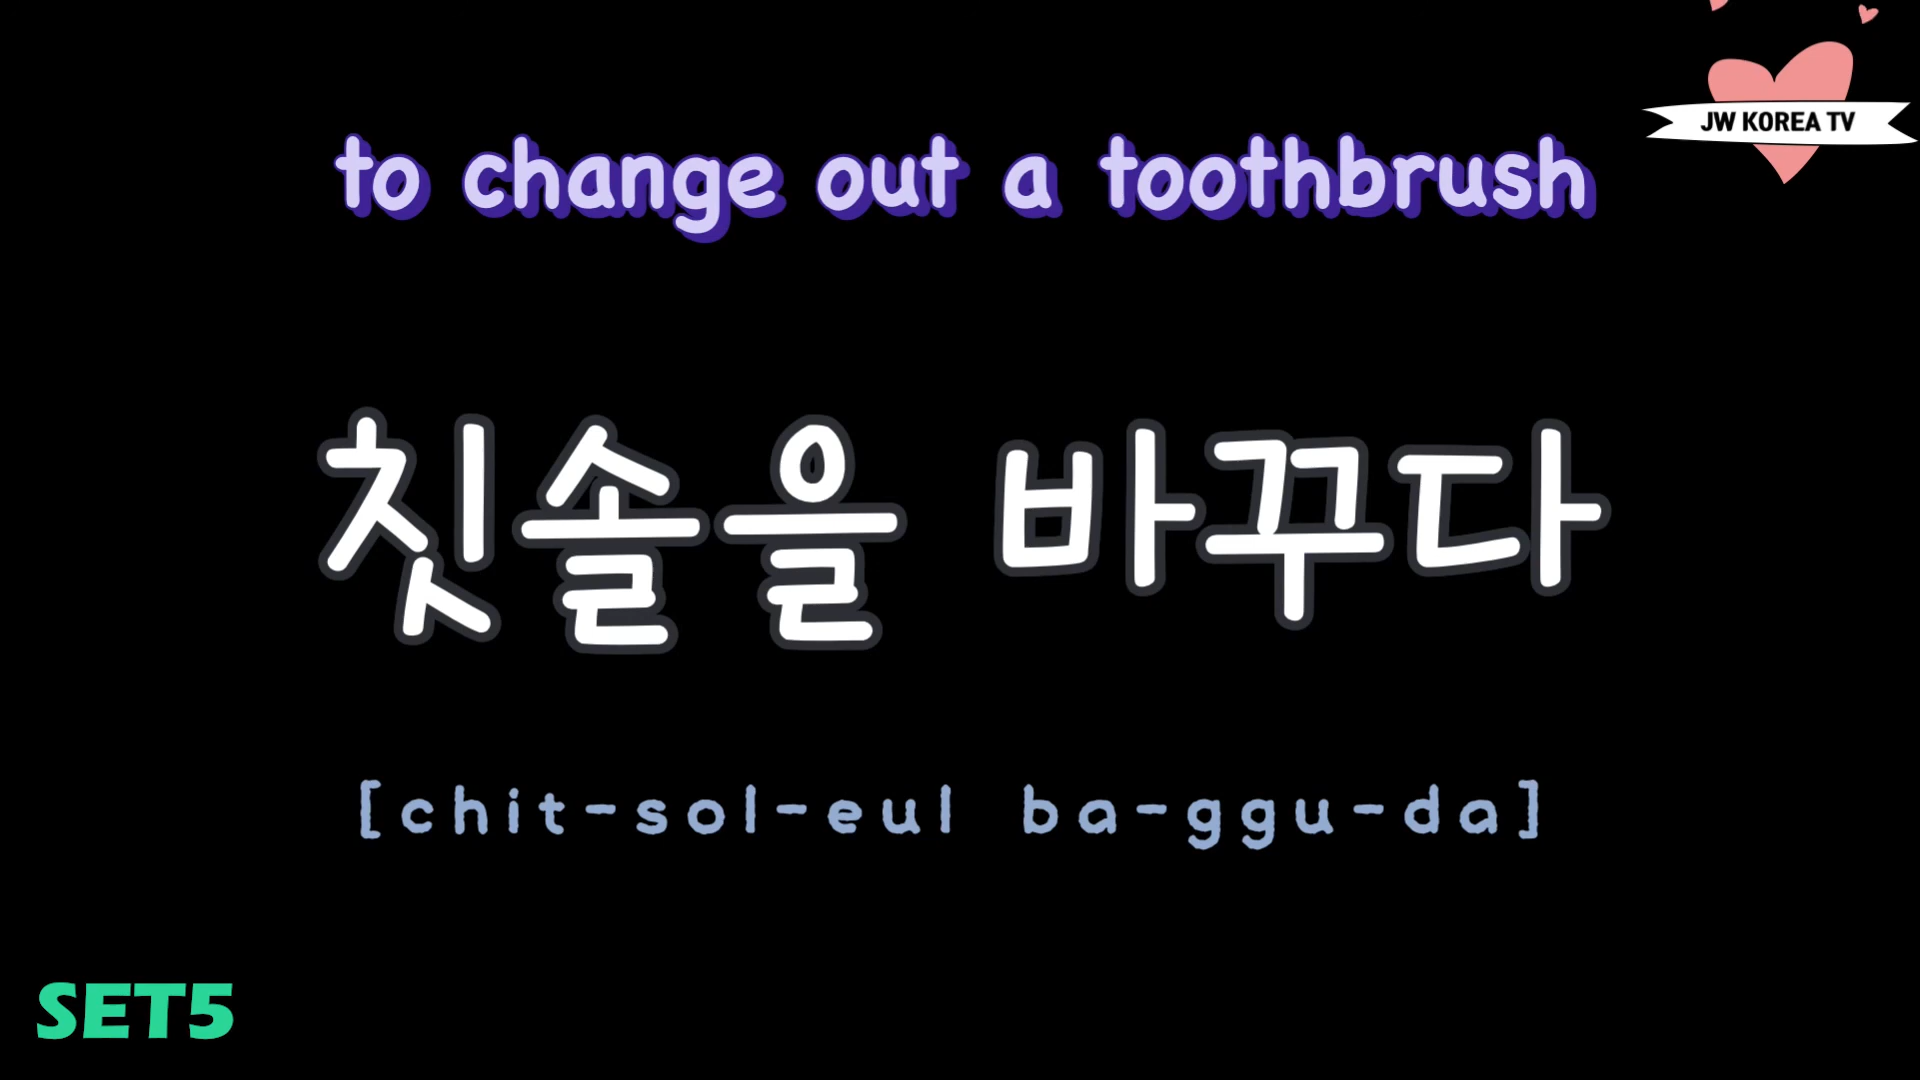 JW KOREA TV
to change out a toothbrush
칫솔을 바꾸다
[chit-sol-eul ba-ggu-da]
SET5